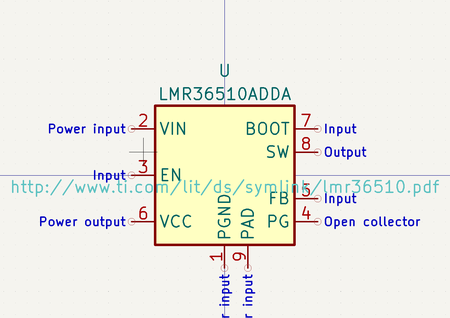 U
LMR36510ADDA
Power input 2 VIN BOOT 7 Input
SW 8 Output
Input 3 EN
http://www.ti.com/lit/ds/symlink/lmr36510.pdf
FB 5 Input
Power output 6 VCC PG 4 Open collector
PGND PAD
1 9
r input r input